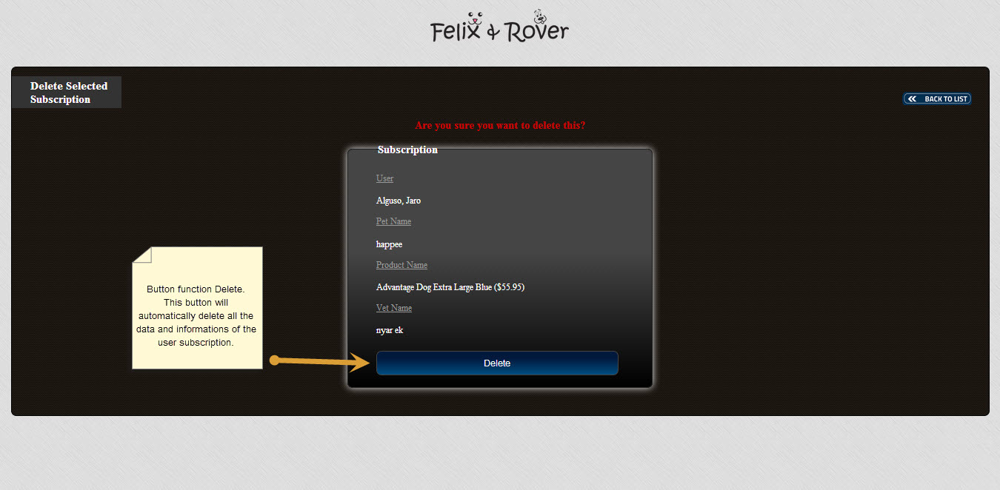 Felix & Rover
Delete Selected
Subscription
BACK TO LIST
Are you sure you want to delete this?
Subscription
User
Alguso, Jaro
Pet Name
happee
Product Name
Advantage Dog Extra Large Blue ($55.95)
Vet Name
nyar ek
Delete
Button function Delete.
This button will
automatically delete all the
data and informations of the
user subscription.